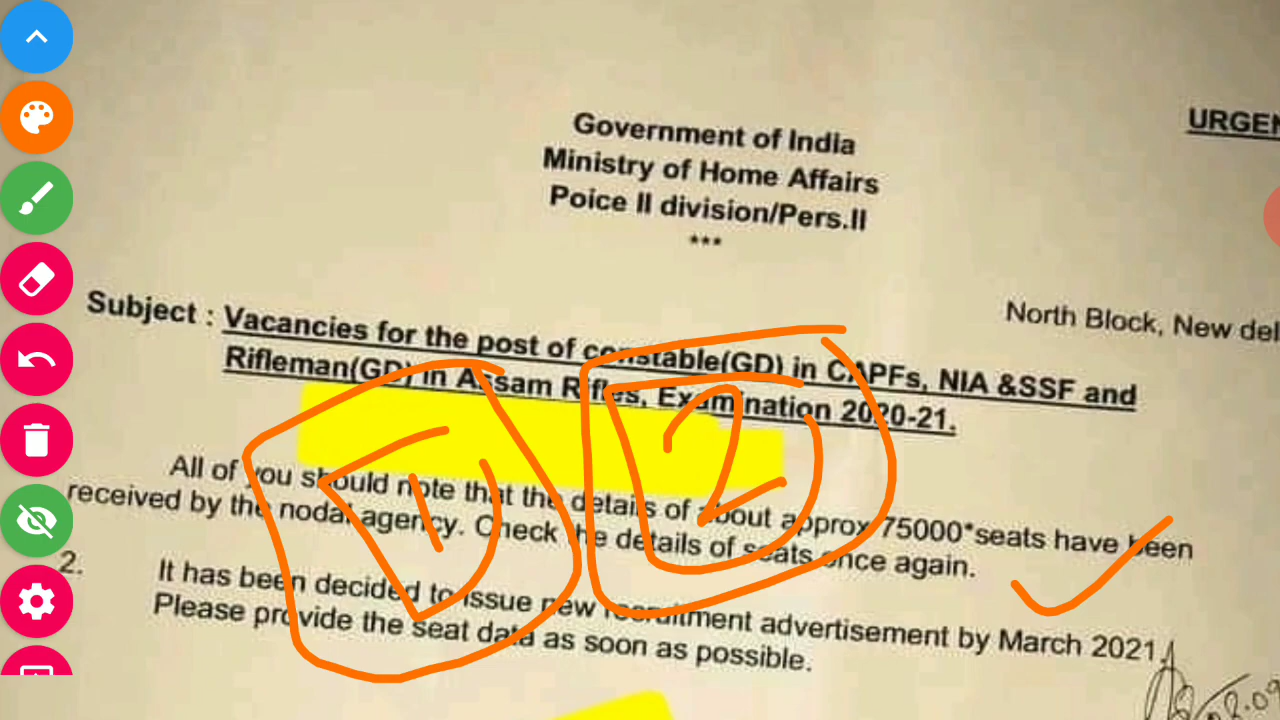 URGEN
Government of India
Ministry of Home Affairs
Poice II division/Pers.II
***
North Block, New del
Subject : Vacancies for the post of constable(GD) in CAPFs, NIA &SSF and
Rifleman(GD) in Assam Rifles, Examination 2020-21.
1
2
All of you should note that the details of about approx 75000*seats have been
received by the nodal agency. Check the details of seats once again.
2. It has been decided to issue new recruitment advertisement by March 2021.
Please provide the seat data as soon as possible.